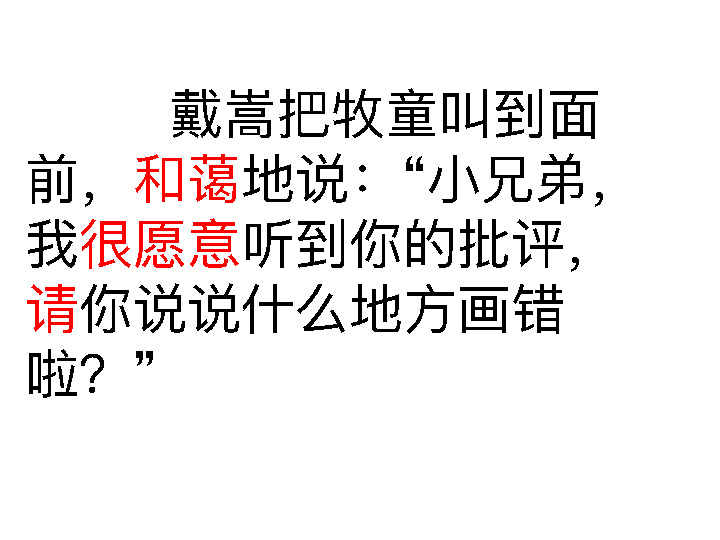 戴嵩把牧童叫到面
前，和蔼地说：“小兄弟，
我很愿意听到你的批评，
请你说说什么地方画错
啦？”